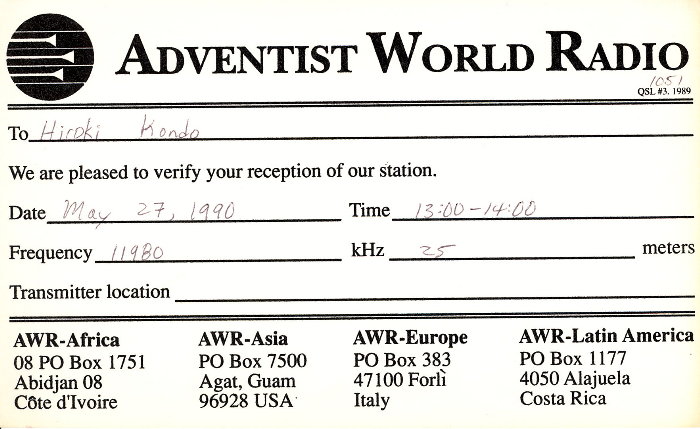 ADVENTIST WORLD RADIO
1051
QSL #3. 1989
To Hiroki Kondo
We are pleased to verify your reception of our station.
Date May 27, 1990 Time 13:00-14:00
Frequency 11980 kHz 25 meters
Transmitter location
AWR-Africa AWR-Asia AWR-Europe AWR-Latin America
08 PO Box 1751 PO Box 7500 PO Box 383 PO Box 1177
Abidjan 08 Agat, Guam 47100 Forlì 4050 Alajuela
Côte d'Ivoire 96928 USA Italy Costa Rica